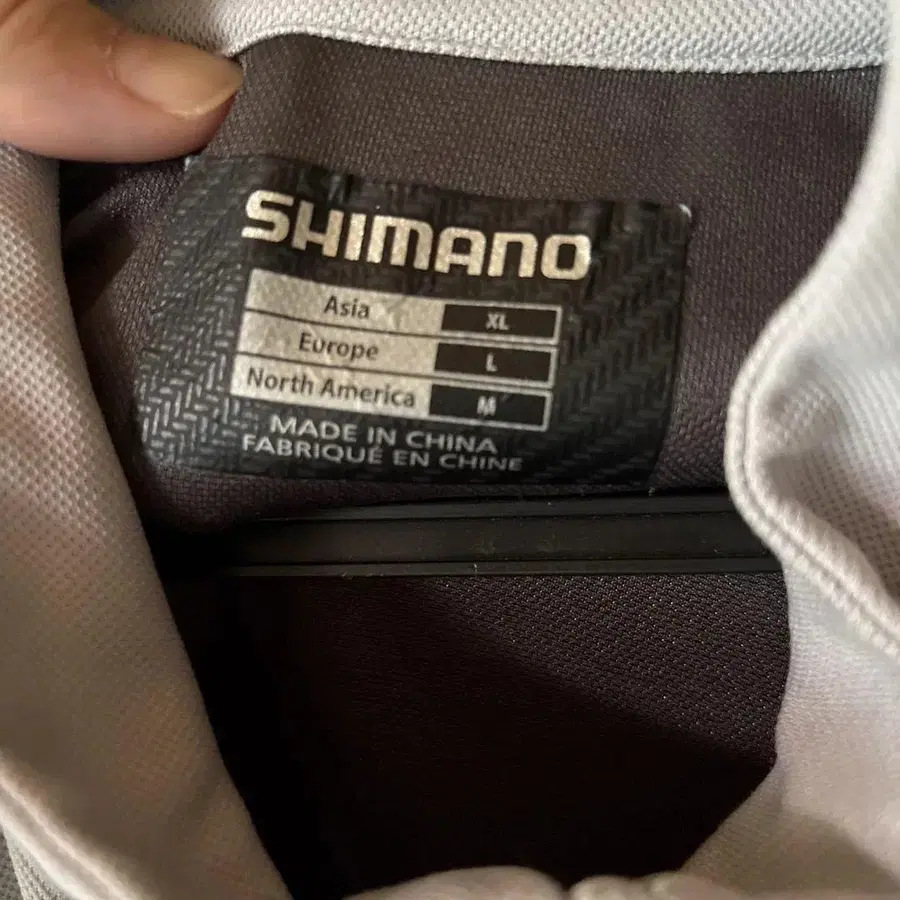 SHIMANO
Asia XL
Europe L
North America M
MADE IN CHINA
FABRIQUÉ EN CHINE